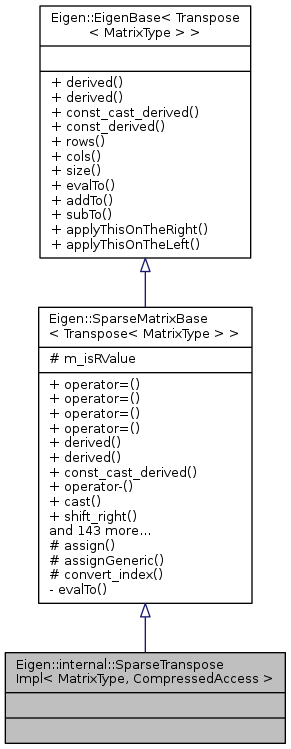 Eigen::EigenBase< Transpose
< MatrixType > >
+ derived()
+ derived()
+ const_cast_derived()
+ const_derived()
+ rows()
+ cols()
+ size()
+ evalTo()
+ addTo()
+ subTo()
+ applyThisOnTheRight()
+ applyThisOnTheLeft()
Eigen::SparseMatrixBase
< Transpose< MatrixType > >
# m_isRValue
+ operator=()
+ operator=()
+ operator=()
+ operator=()
+ derived()
+ derived()
+ const_cast_derived()
+ operator-()
+ cast()
+ shift_right()
and 143 more...
# assign()
# assignGeneric()
# convert_index()
- evalTo()
Eigen::internal::SparseTranspose
Impl< MatrixType, CompressedAccess >